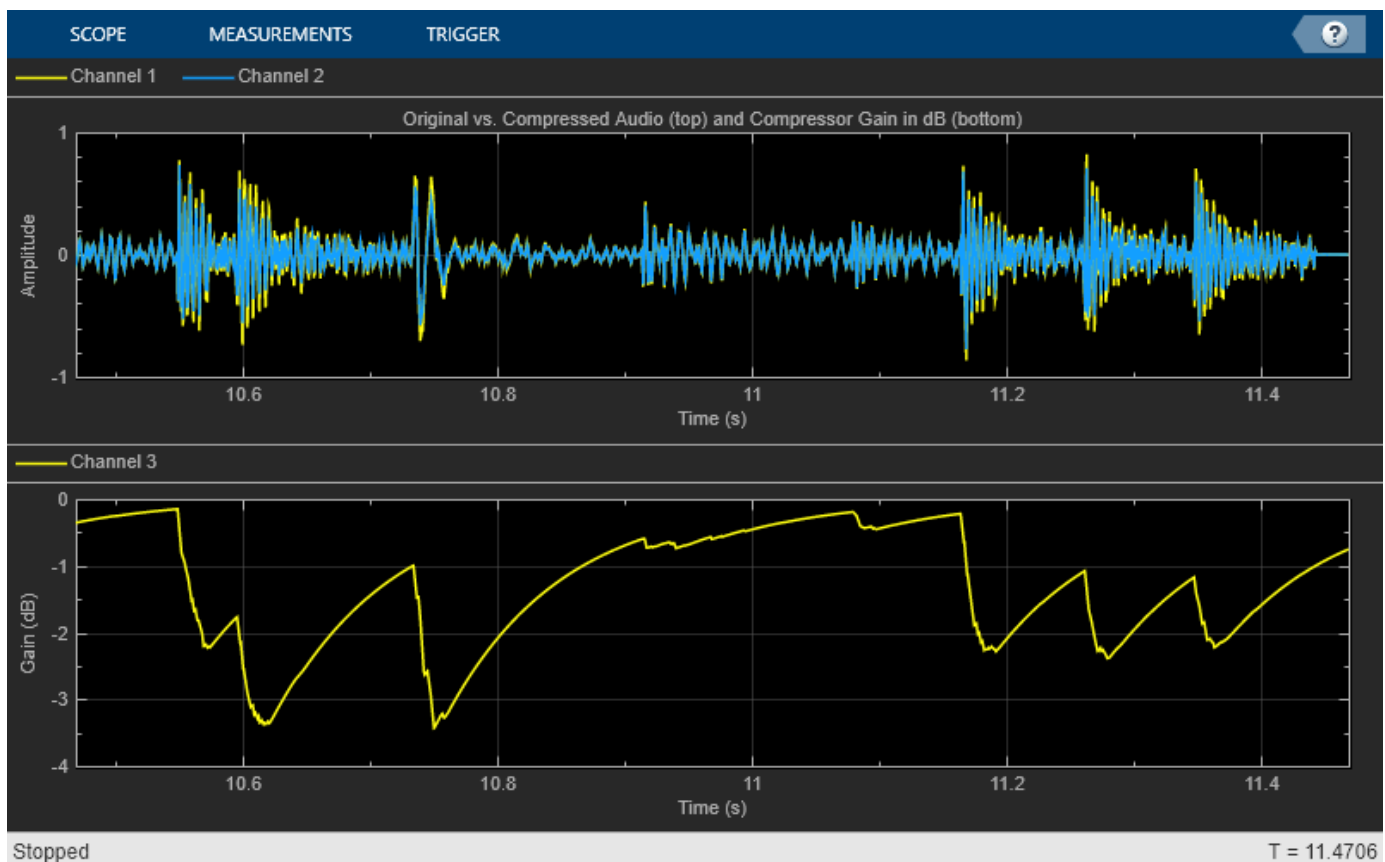 SCOPE MEASUREMENTS TRIGGER ?
Channel 1 Channel 2
Original vs. Compressed Audio (top) and Compressor Gain in dB (bottom)
1
0
-1
Amplitude
10.6 10.8 11 11.2 11.4
Time (s)
Channel 3
0
-1
-2
-3
-4
Gain (dB)
10.6 10.8 11 11.2 11.4
Time (s)
Stopped T = 11.4706